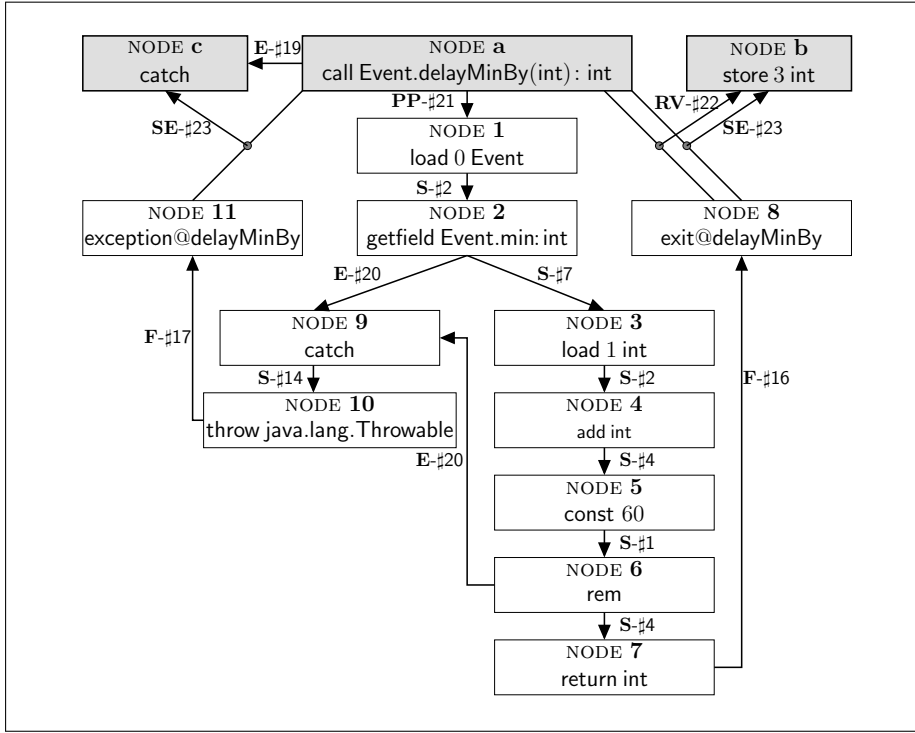 NODE c
catch
E-♯19
NODE a
call Event.delayMinBy(int): int
NODE b
store 3 int
PP-♯21
RV-♯22
SE-♯23
SE-♯23
NODE 1
load 0 Event
S-♯2
NODE 11
exception@delayMinBy
NODE 2
getfield Event.min: int
NODE 8
exit@delayMinBy
E-♯20
S-♯7
NODE 9
catch
NODE 3
load 1 int
F-♯17
S-♯14
S-♯2
F-♯16
NODE 10
throw java.lang.Throwable
NODE 4
add int
E-♯20
S-♯4
NODE 5
const 60
S-♯1
NODE 6
rem
S-♯4
NODE 7
return int